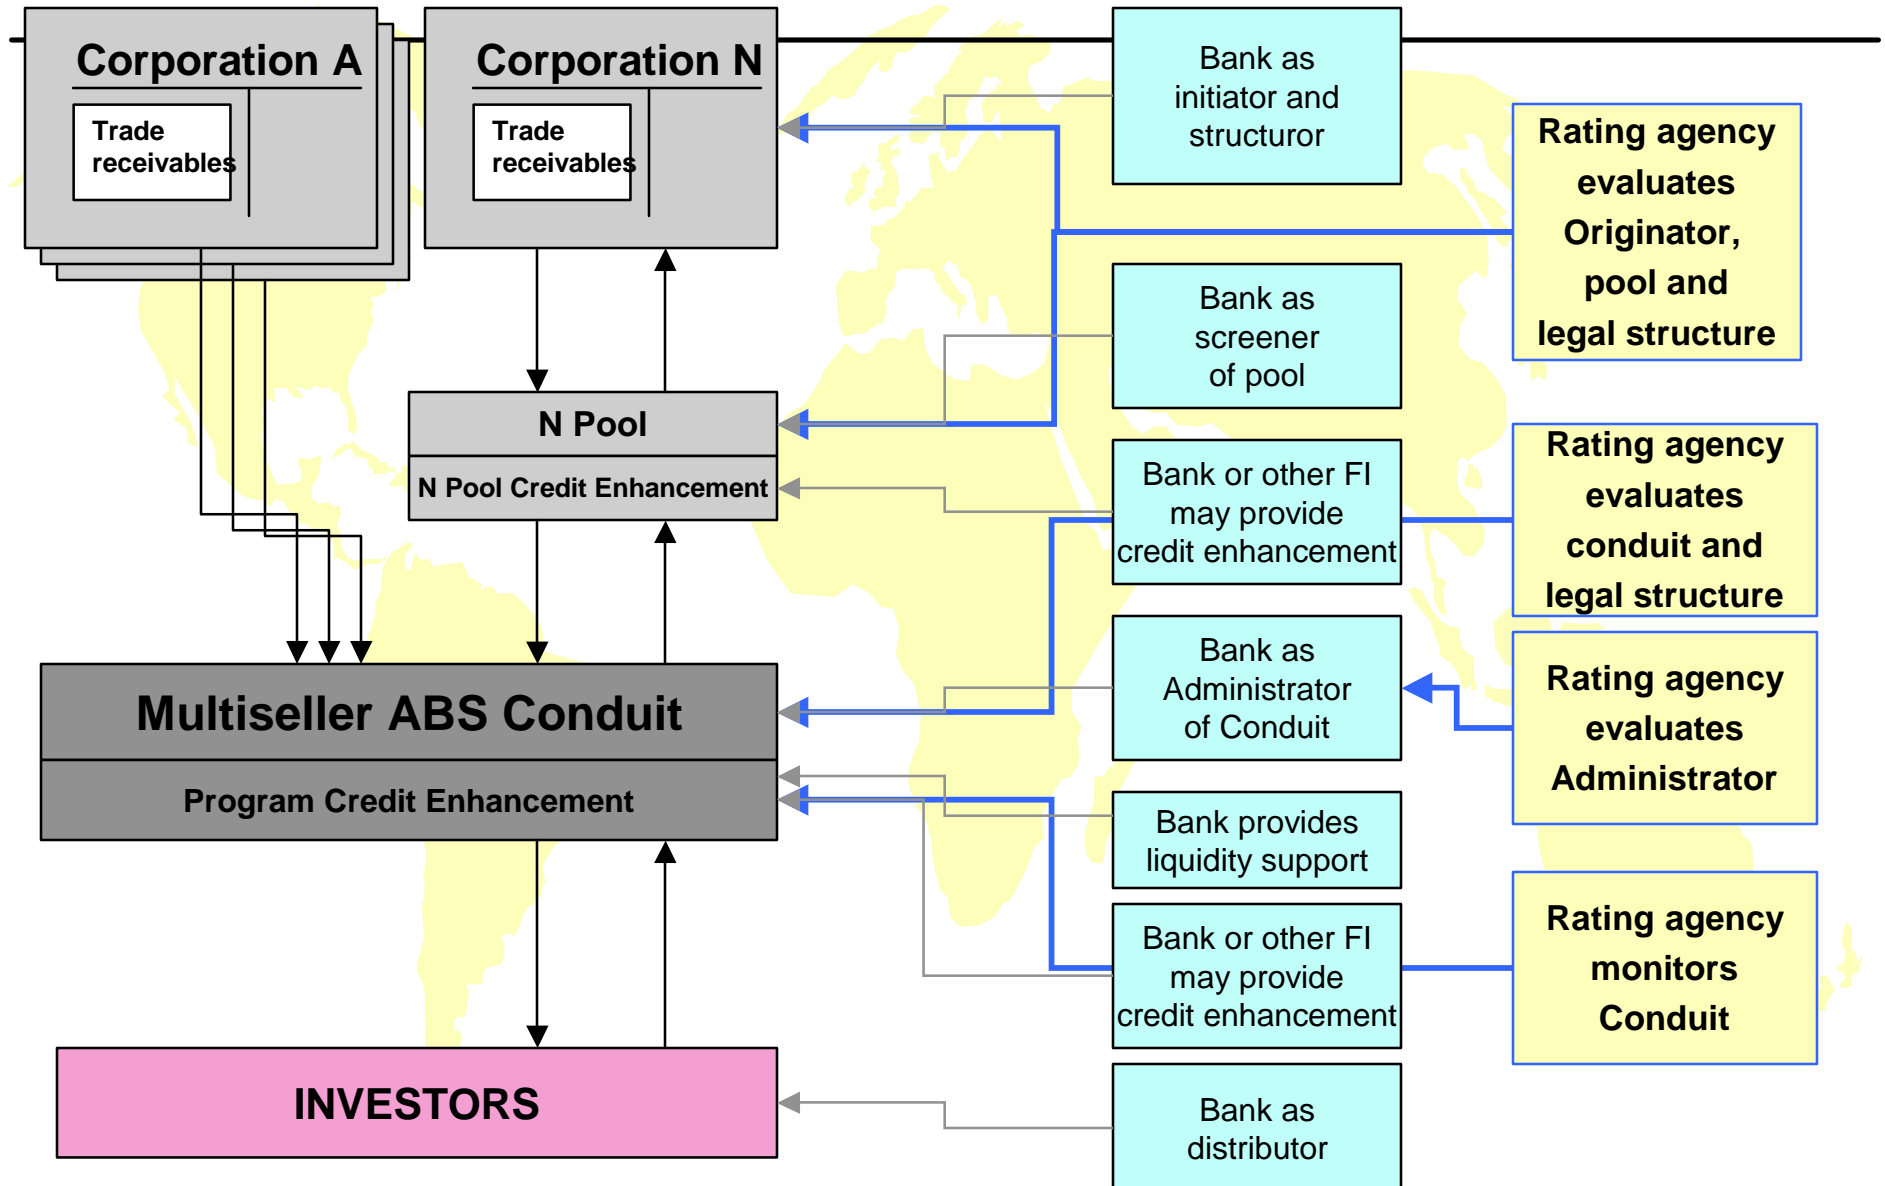 Corporation A
Trade
receivables
Corporation N
Trade
receivables
N Pool
N Pool Credit Enhancement
Multiseller ABS Conduit
Program Credit Enhancement
INVESTORS
Bank as
initiator and
structuror
Bank as
screener
of pool
Bank or other FI
may provide
credit enhancement
Bank as
Administrator
of Conduit
Bank provides
liquidity support
Bank or other FI
may provide
credit enhancement
Bank as
distributor
Rating agency
evaluates
Originator,
pool and
legal structure
Rating agency
evaluates
conduit and
legal structure
Rating agency
evaluates
Administrator
Rating agency
monitors
Conduit